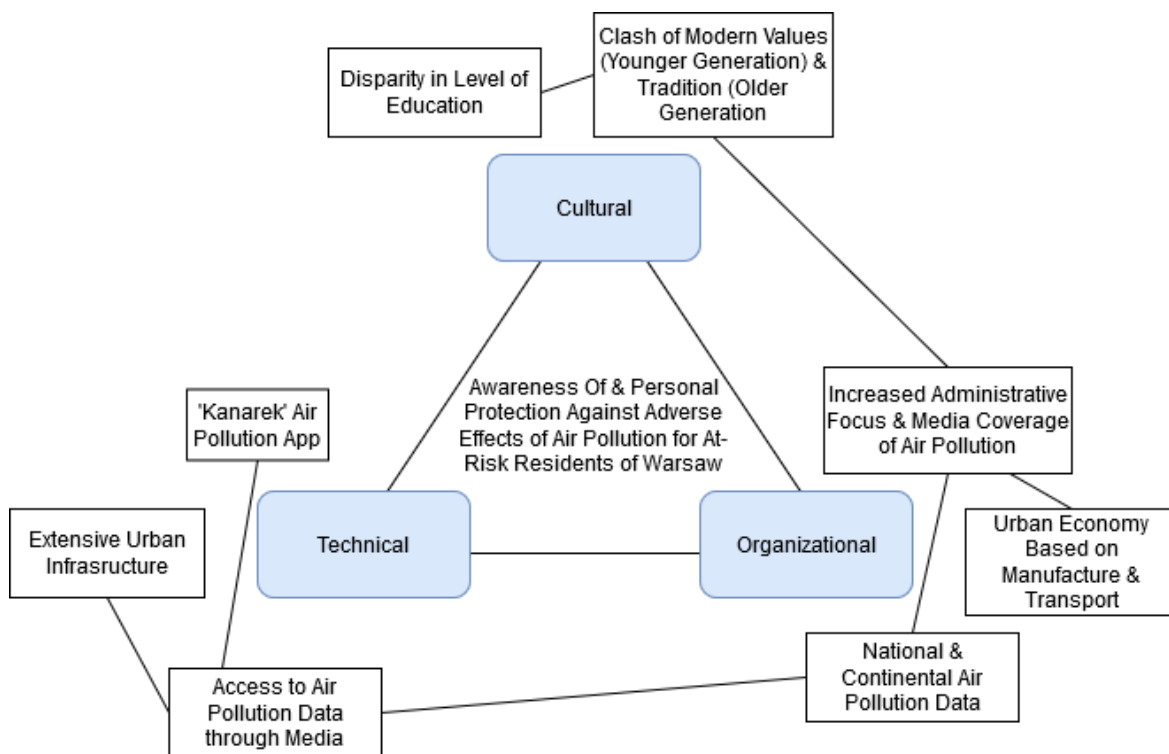 Clash of Modern Values
(Younger Generation) &
Tradition (Older
Generation
Disparity in Level of
Education
Cultural
Awareness Of & Personal
Protection Against Adverse
Effects of Air Pollution for At-
Risk Residents of Warsaw
Increased Administrative
Focus & Media Coverage
of Air Pollution
'Kanarek' Air
Pollution App
Extensive Urban
Infrasructure
Technical
Organizational
Urban Economy
Based on
Manufacture &
Transport
National &
Continental Air
Pollution Data
Access to Air
Pollution Data
through Media